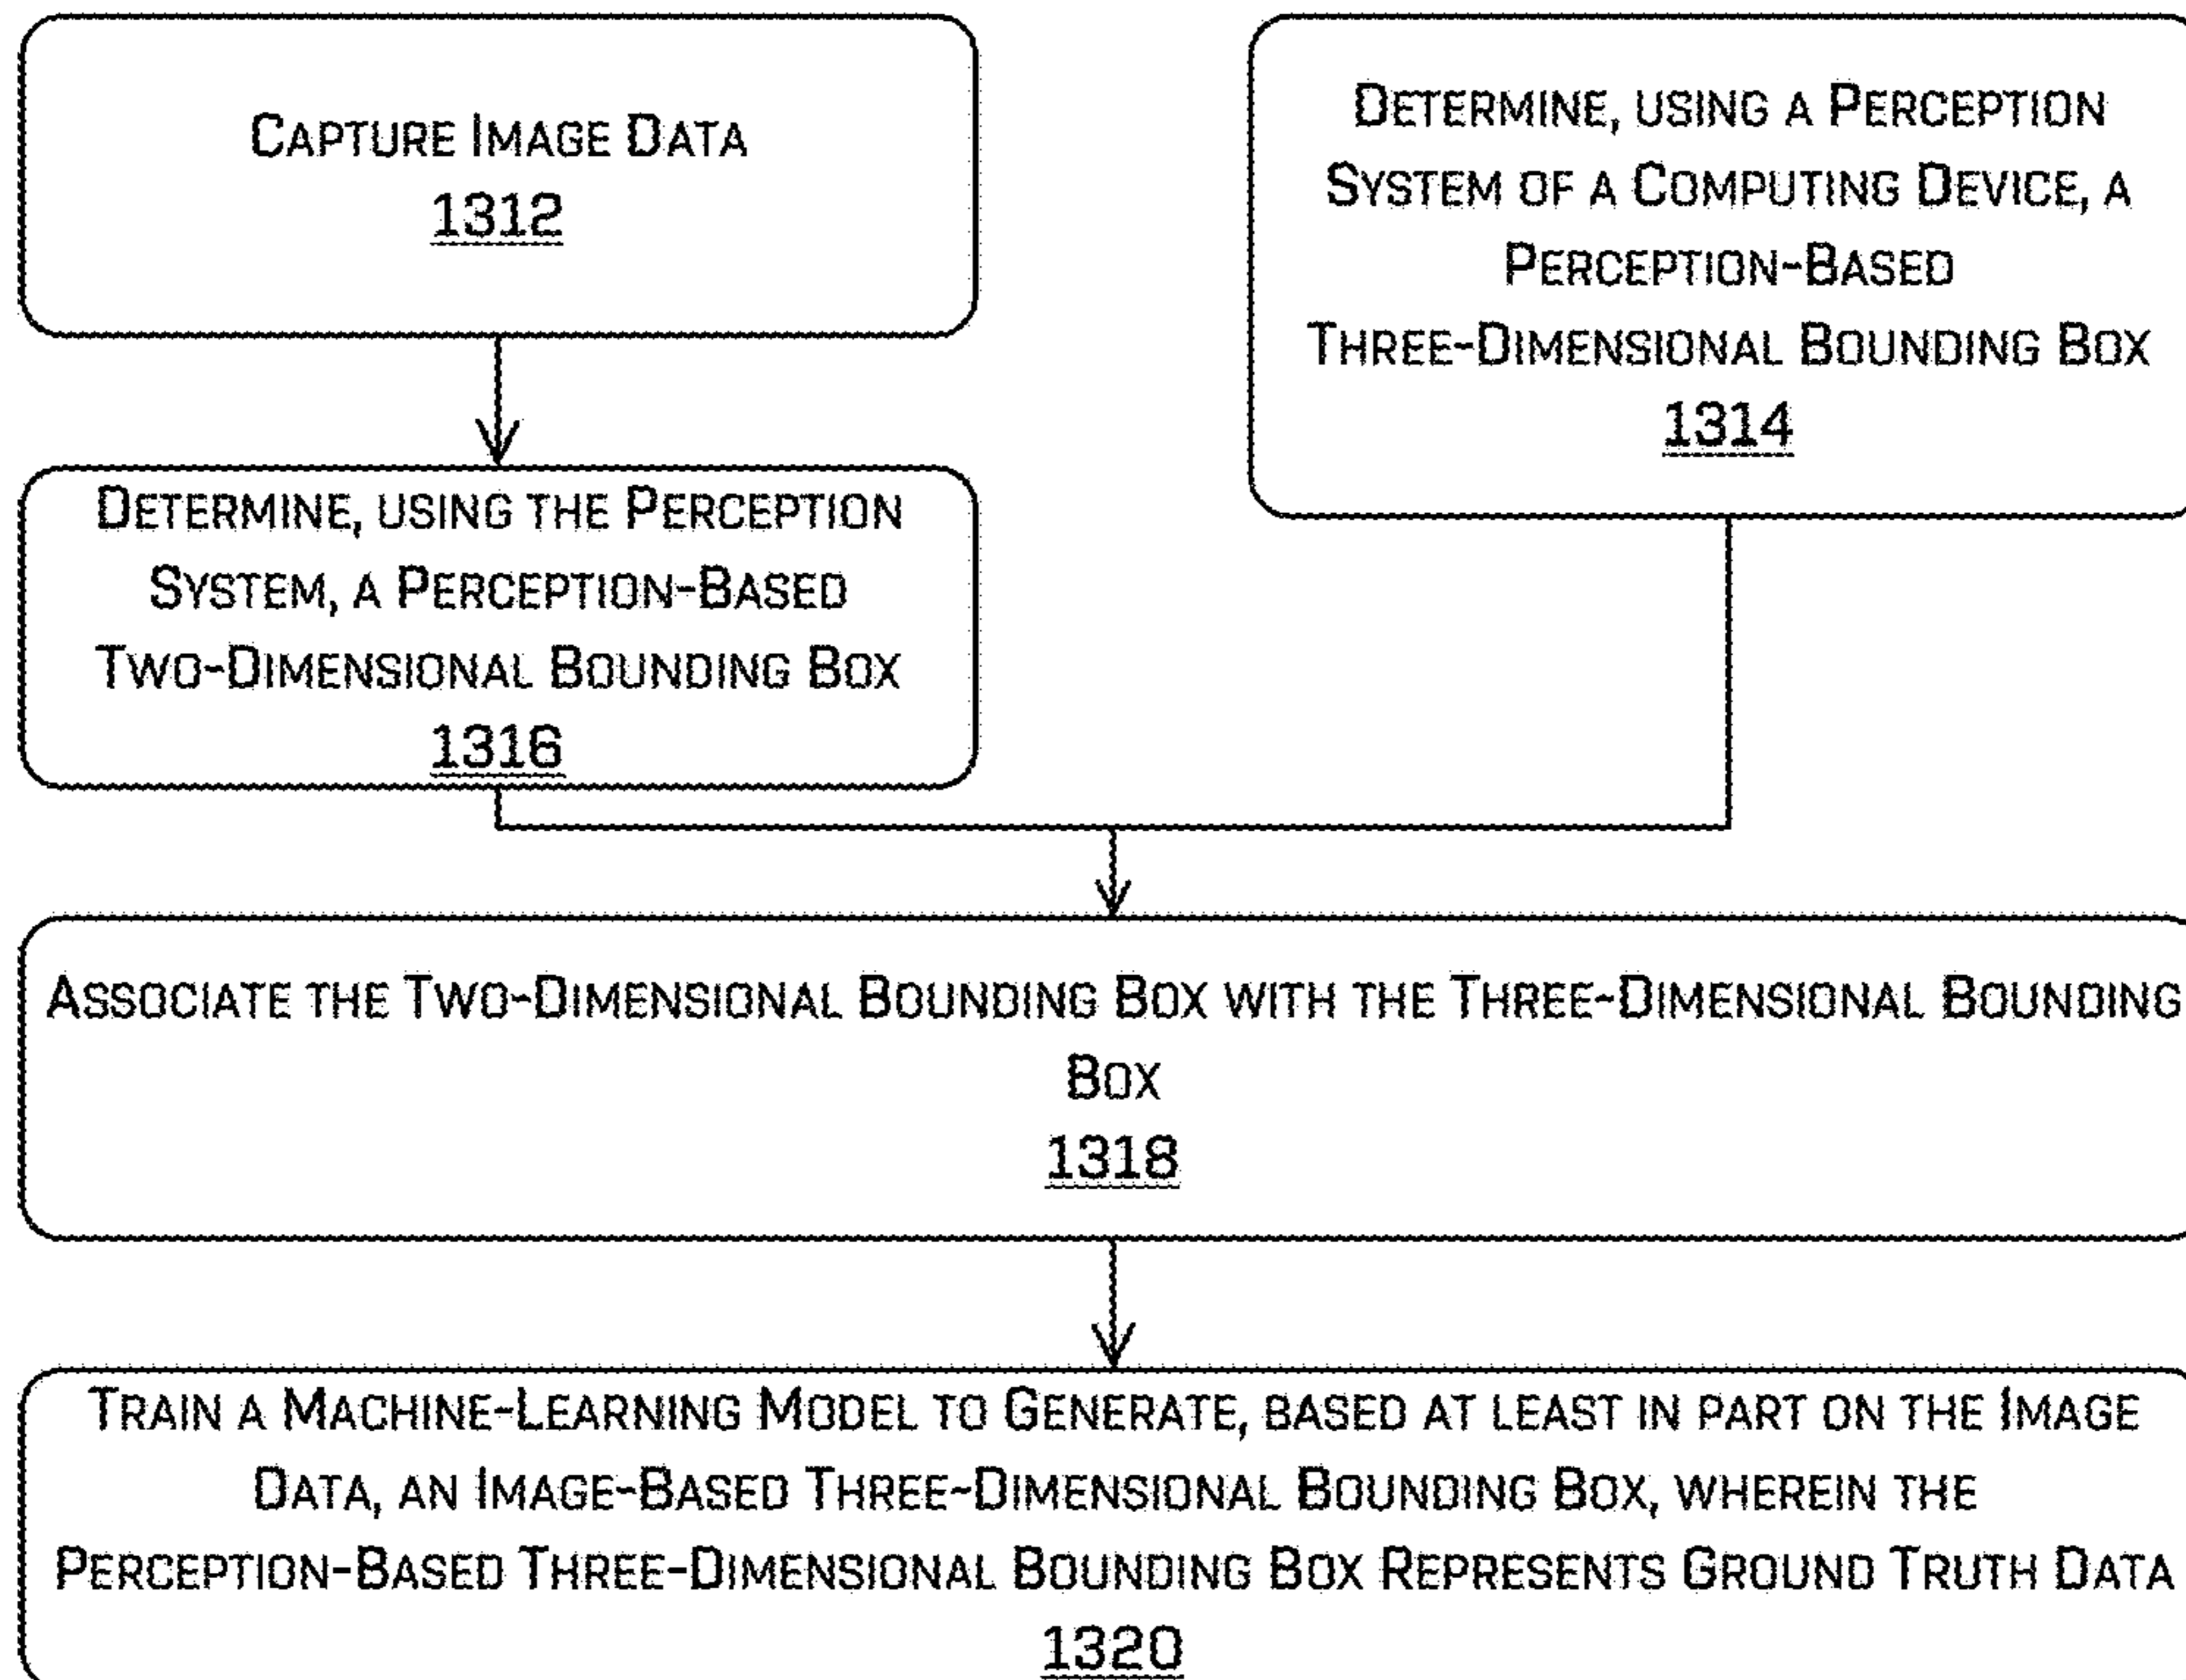 CAPTURE IMAGE DATA
1312
DETERMINE, USING A PERCEPTION
SYSTEM OF A COMPUTING DEVICE, A
PERCEPTION-BASED
THREE-DIMENSIONAL BOUNDING BOX
1314
DETERMINE, USING THE PERCEPTION
SYSTEM, A PERCEPTION-BASED
TWO-DIMENSIONAL BOUNDING BOX
1316
ASSOCIATE THE TWO-DIMENSIONAL BOUNDING BOX WITH THE THREE-DIMENSIONAL BOUNDING
BOX
1318
TRAIN A MACHINE-LEARNING MODEL TO GENERATE, BASED AT LEAST IN PART ON THE IMAGE
DATA, AN IMAGE-BASED THREE-DIMENSIONAL BOUNDING BOX, WHEREIN THE
PERCEPTION-BASED THREE-DIMENSIONAL BOUNDING BOX REPRESENTS GROUND TRUTH DATA
1320